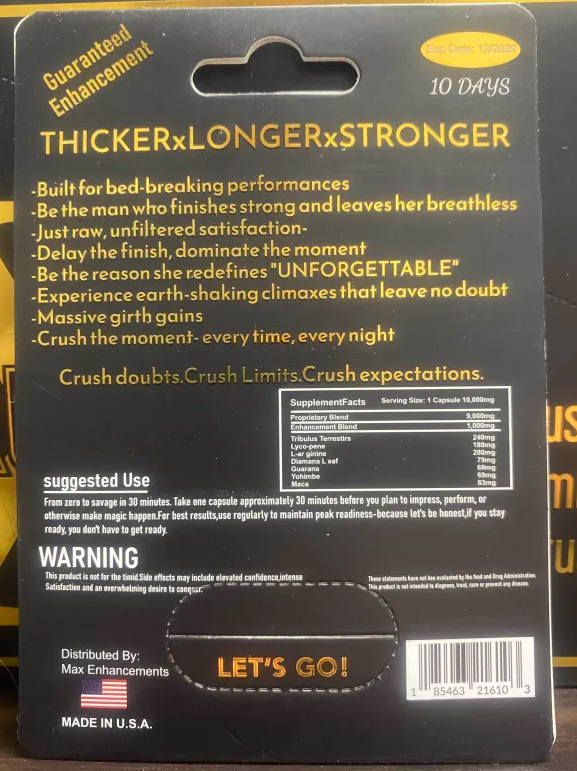 Guaranteed
Enhancement
Exp Date: 12/2029
10 DAYS
THICKERxLONGERxSTRONGER
-Built for bed-breaking performances
-Be the man who finishes strong and leaves her breathless
-Just raw, unfiltered satisfaction-
-Delay the finish, dominate the moment
-Be the reason she redefines "UNFORGETTABLE"
-Experience earth-shaking climaxes that leave no doubt
-Massive girth gains
-Crush the moment- every time, every night
Crush doubts.Crush Limits.Crush expectations.
SupplementFacts Serving Size: 1 Capsule 10,000mg
Proprietary Blend 9,000mg
Enhancement Blend 1,000mg
Tribulus Terrestirs 240mg
Lyco-pene 180mg
L-ar ginine 280mg
Diamana L eaf 79mg
Guarana 69mg
Yohimbe 69mg
Maca 83mg
suggested Use
From zero to savage in 30 minutes. Take one capsule approximately 30 minutes before you plan to impress, perform, or
otherwise make magic happen.For best results,use regularly to maintain peak readiness-because let's be honest,if you stay
ready, you don't have to get ready.
WARNING
This product is not for the timid.Side effects may include elevated confidence,intense
Satisfaction and an overwhelming desire to conquer.
These statements have not bee evaluated by the food and Drug Administration.
This product is not intended to diagnose, treat, cure or prevent any disease.
LET'S GO!
Distributed By:
Max Enhancements
MADE IN U.S.A.
1 85463 21610 3